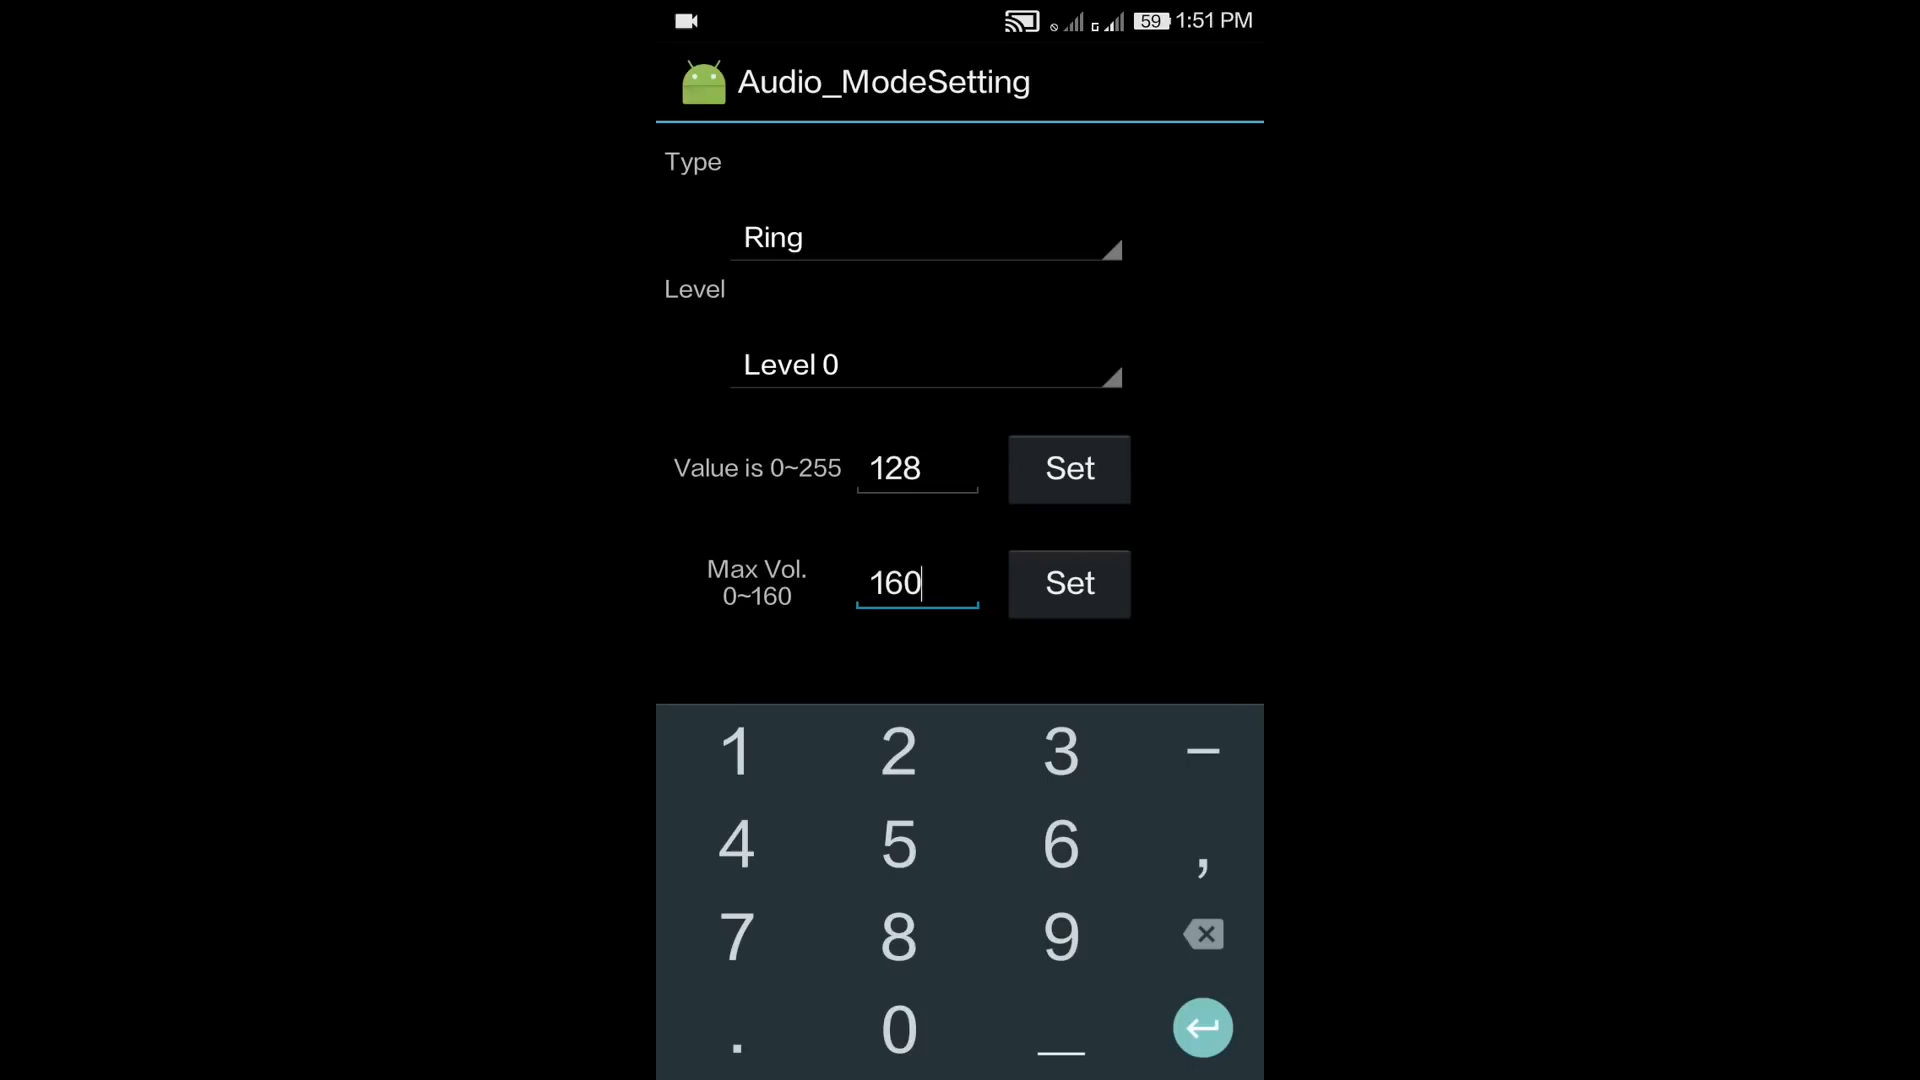 59 1:51 PM
Audio_ModeSetting
Type
Ring
Level
Level 0
Value is 0~255 128 Set
Max Vol.
0~160 160 Set
1 2 3 –
4 5 6 ,
7 8 9
. 0 _